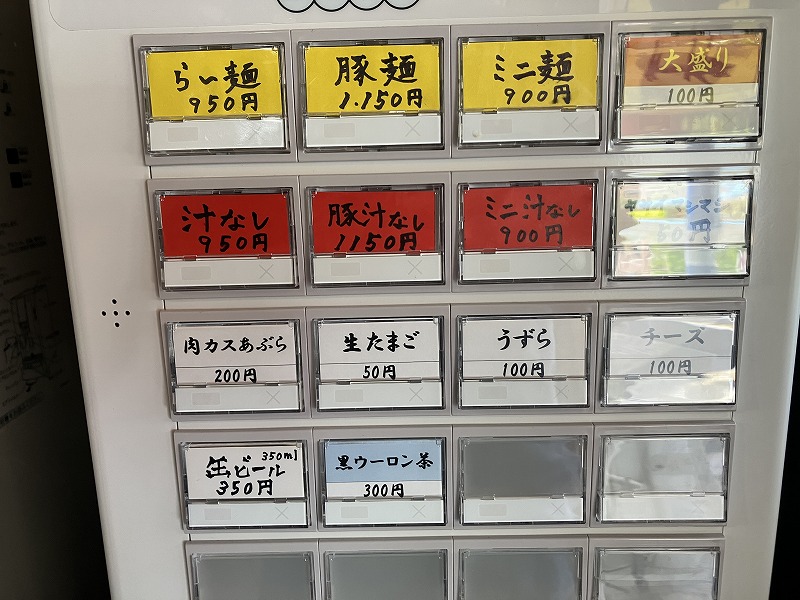 らぃ麺
950円
豚麺
1.150円
ミニ麺
900円
大盛り
100円
汁なし
950円
豚汁なし
1150円
ミニ汁なし
900円
50円
肉カスあぶら
200円
生たまご
50円
うずら
100円
チーズ
100円
缶ビール 350ml
350円
黒ウーロン茶
300円